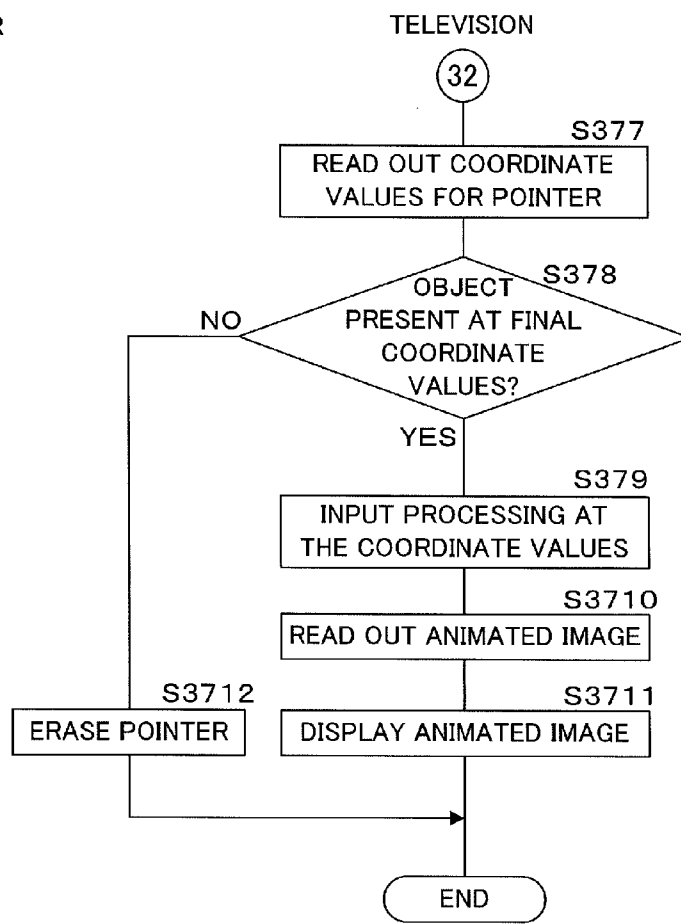 R
TELEVISION
32
S377
READ OUT COORDINATE
VALUES FOR POINTER
S378
OBJECT
PRESENT AT FINAL
COORDINATE
VALUES?
NO
YES
S379
INPUT PROCESSING AT
THE COORDINATE VALUES
S3710
READ OUT ANIMATED IMAGE
S3712
ERASE POINTER
S3711
DISPLAY ANIMATED IMAGE
END